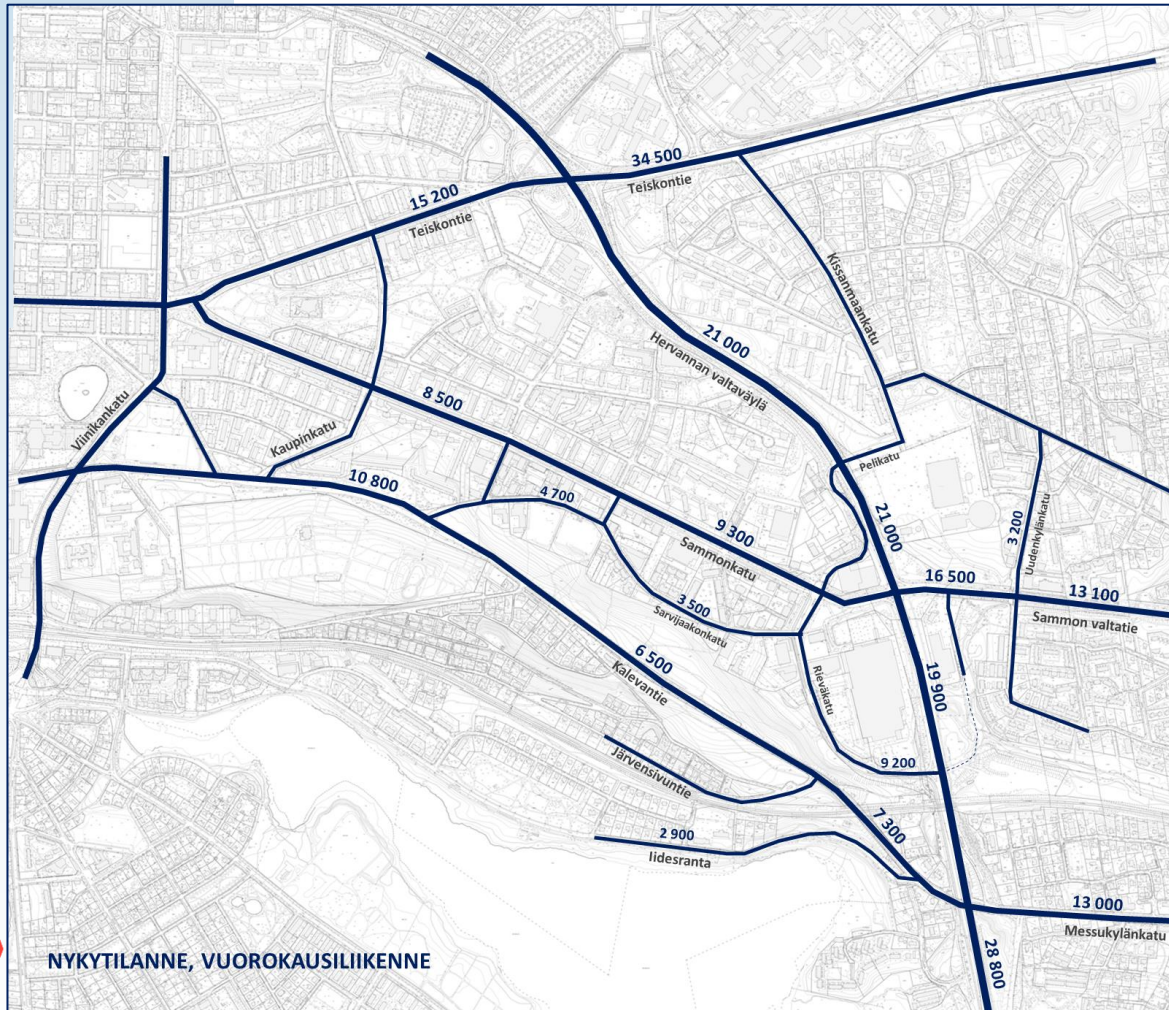 34 500
Teiskontie
15 200
Teiskontie
Kissanmaankatu
21 000
Hervannan valtaväylä
Viinikankatu
8 500
Kaupinkatu
Pelikatu
10 800
4 700
21 000
9 300
Sammonkatu
3 200
Uudenkylänkatu
16 500
13 100
Sammon valtatie
3 500
Sarvijaakonkatu
6 500
Kalevantie
Rieväkatu
19 900
9 200
Järvensivuntie
7 300
2 900
Iidesranta
13 000
Messukylänkatu
28 800
NYKYTILANNE, VUOROKAUSILIIKENNE